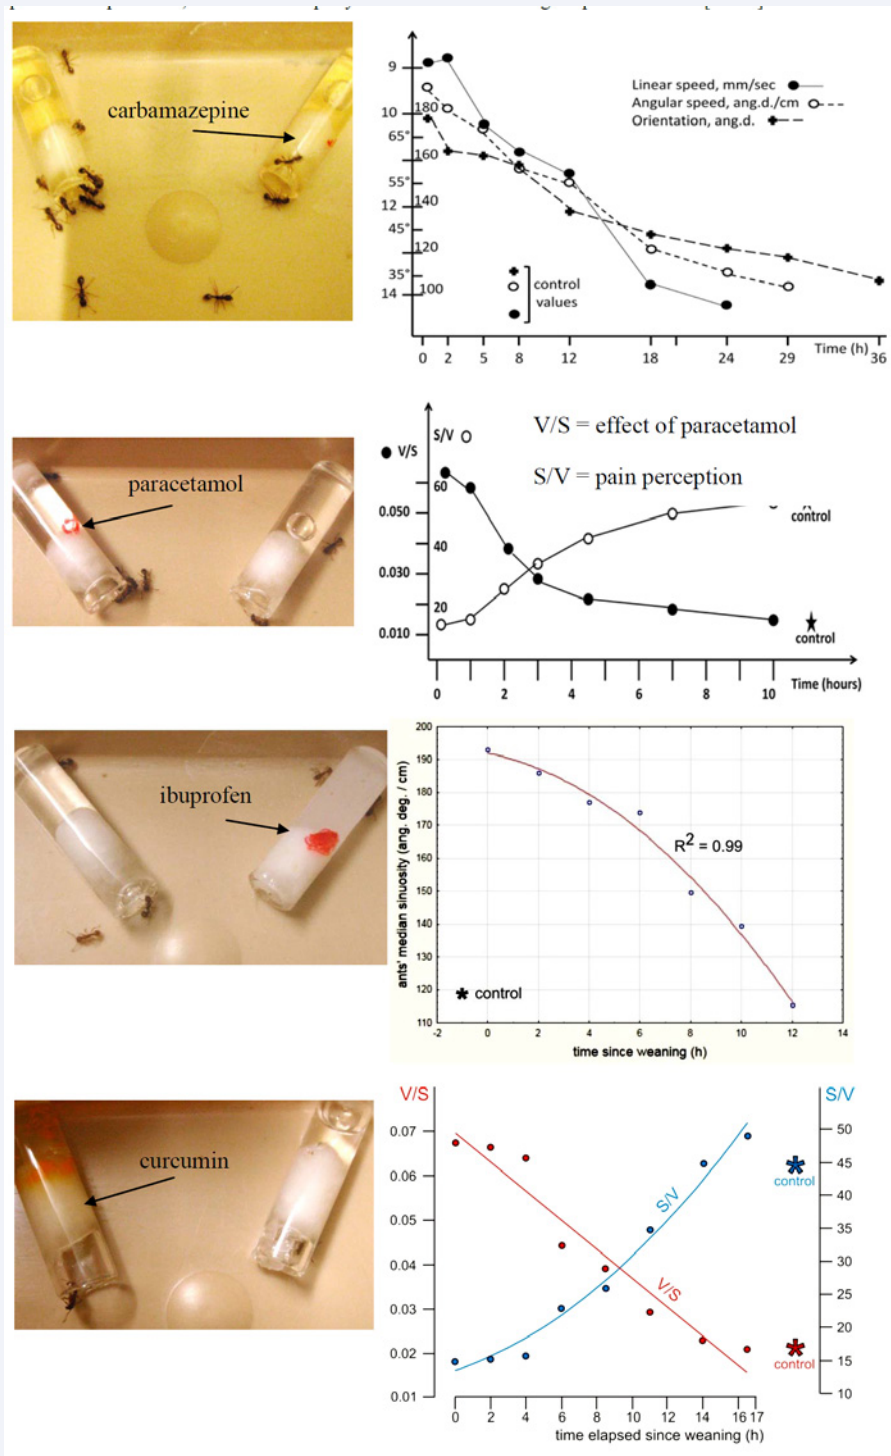 carbamazepine
Linear speed, mm/sec
Angular speed, ang.d./cm
Orientation, ang.d.
9
10
180
65°
160
55°
12
140
45°
120
35°
14
100
control
values
0 2 5 8 12 18 24 29 36
Time (h)
paracetamol
V/S
S/V
V/S = effect of paracetamol
S/V = pain perception
60
0.050
40
0.030
20
0.010
control
control
0 2 4 6 8 10
Time (hours)
ibuprofen
ants' median sinuosity (ang. deg. / cm)
200
190
180
170
160
150
140
130
120
110
R2 = 0.99
* control
-2 0 2 4 6 8 10 12 14
time since weaning (h)
curcumin
V/S
S/V
0.07
0.06
0.05
0.04
0.03
0.02
0.01
S/V
V/S
control
control
50
45
40
35
30
25
20
15
10
0 2 4 6 8 10 12 14 16 17
time elapsed since weaning (h)